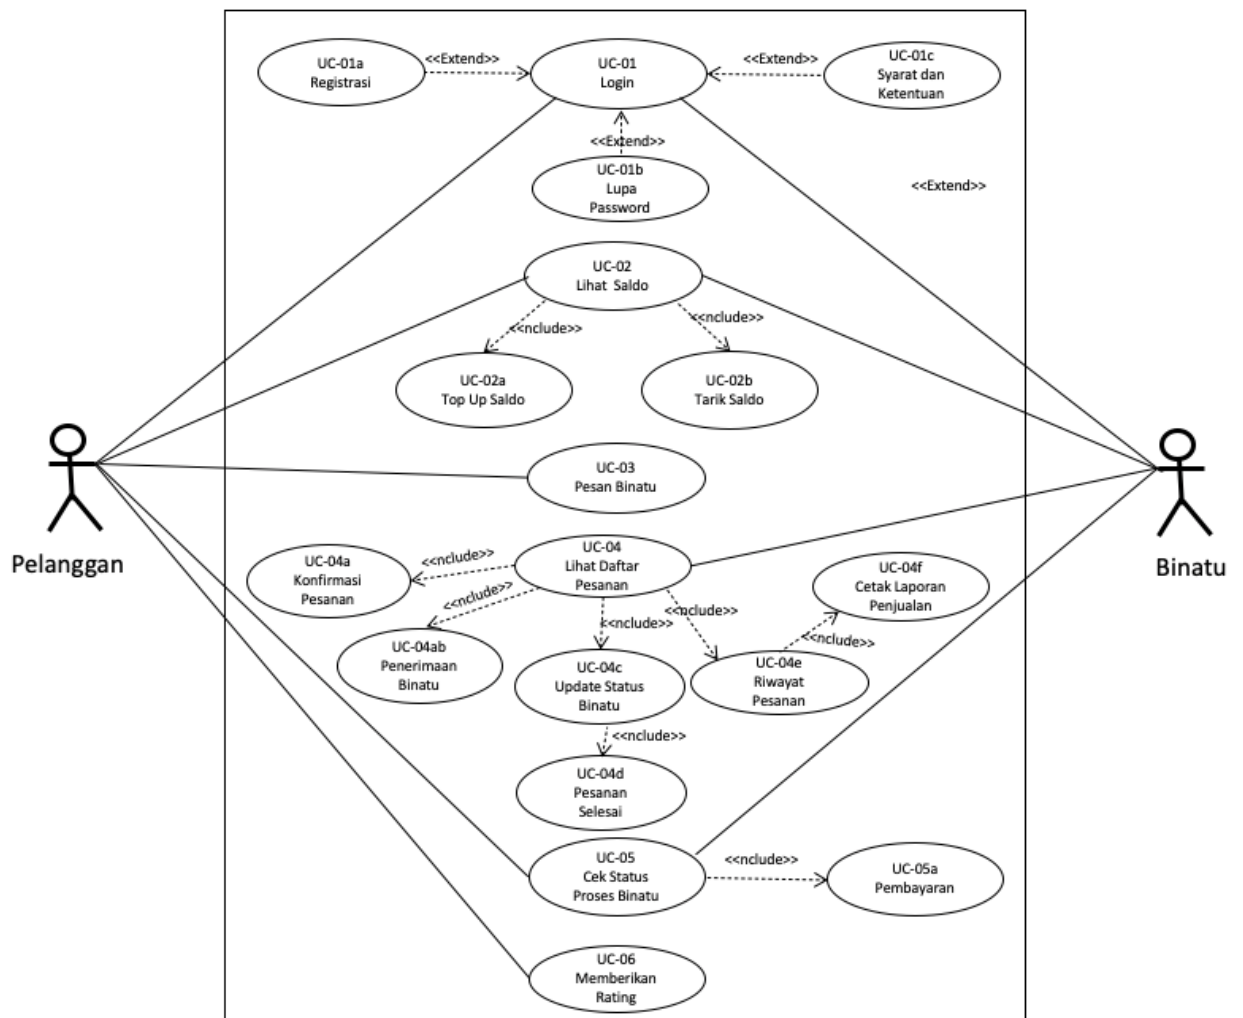 UC-01a
Registrasi
<<Extend>>
UC-01
Login
<<Extend>>
UC-01c
Syarat dan
Ketentuan
<<Extend>>
UC-01b
Lupa
Password
<<Extend>>
UC-02
Lihat Saldo
<<nclude>>
<<nclude>>
UC-02a
Top Up Saldo
UC-02b
Tarik Saldo
UC-03
Pesan Binatu
Pelanggan
Binatu
UC-04a
Konfirmasi
Pesanan
<<nclude>>
UC-04
Lihat Daftar
Pesanan
UC-04f
Cetak Laporan
Penjualan
<<nclude>>
<<nclude>>
<<nclude>>
<<nclude>>
UC-04ab
Penerimaan
Binatu
UC-04c
Update Status
Binatu
UC-04e
Riwayat
Pesanan
<<nclude>>
UC-04d
Pesanan
Selesai
UC-05
Cek Status
Proses Binatu
<<nclude>>
UC-05a
Pembayaran
UC-06
Memberikan
Rating